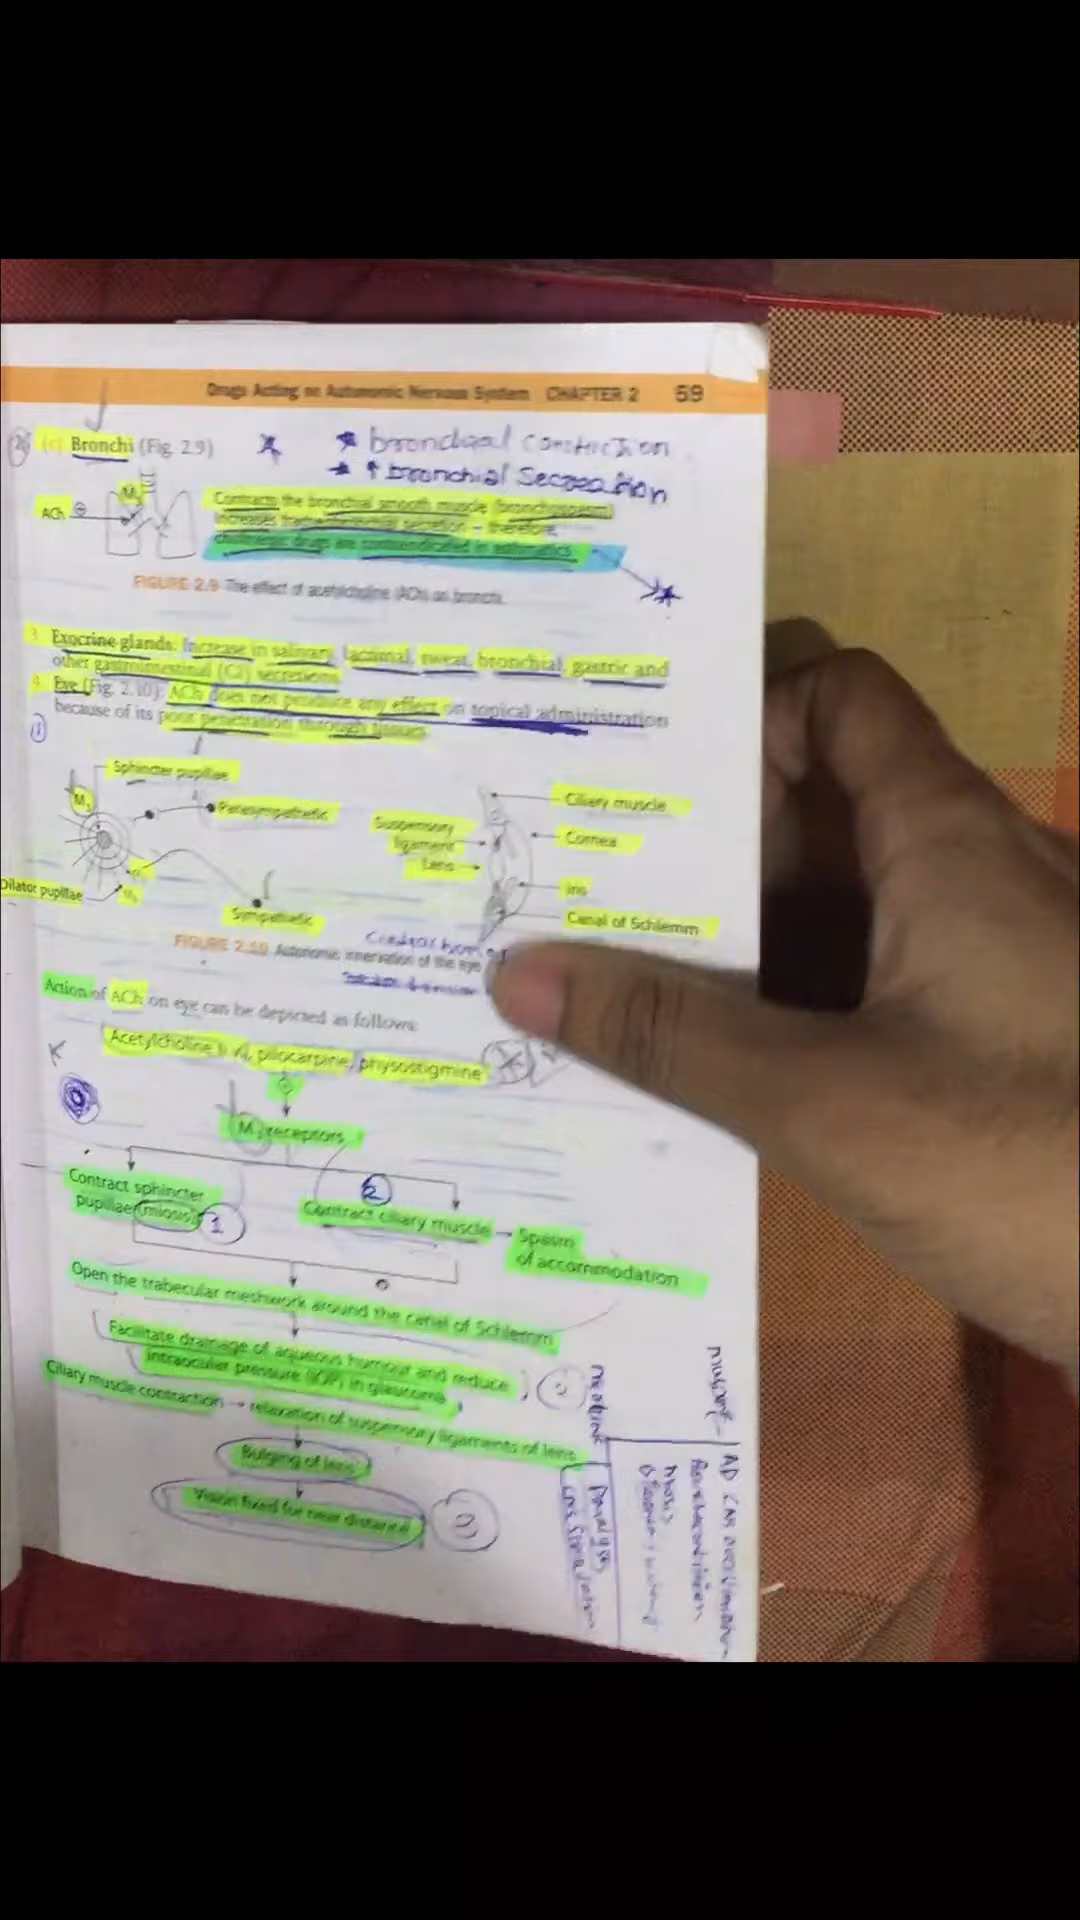 Drugs Acting on Autonomic Nervous System CHAPTER 2 59
(c) Bronchi (Fig. 2.9)
* bronchial constriction
* ↑ bronchial Secreation
ACh
M3
Contracts the bronchial smooth muscle (bronchospasm)
Increases tracheobronchial secretion – therefore,
cholinergic drugs are contraindicated in asthmatics.
FIGURE 2.9 The effect of acetylcholine (ACh) on bronchi.
3. Exocrine glands: Increase in salivary, lacrimal, sweat, bronchial, gastric and
other gastrointestinal (GI) secretions.
4. Eye (Fig. 2.10): ACh does not produce any effect on topical administration
because of its poor penetration through tissues.
Sphincter pupillae
M3
Parasympathetic
Dilator pupillae
Sympathetic
Ciliary muscle
Suspensory
ligament
Cornea
Lens
Iris
Canal of Schlemm
FIGURE 2.10 Autonomic innervation of the eye
Action of ACh on eye can be depicted as follows:
Acetylcholine (i.v.), pilocarpine, physostigmine
M3 receptors
Contract sphincter
pupillae (miosis)
1
2
Contract ciliary muscle → Spasm
of accommodation
Open the trabecular meshwork around the canal of Schlemm
Facilitate drainage of aqueous humour and reduce
intraocular pressure (IOP) in glaucoma
Ciliary muscle contraction → relaxation of suspensory ligaments of lens
Bulging of lens
Vision fixed for near distance